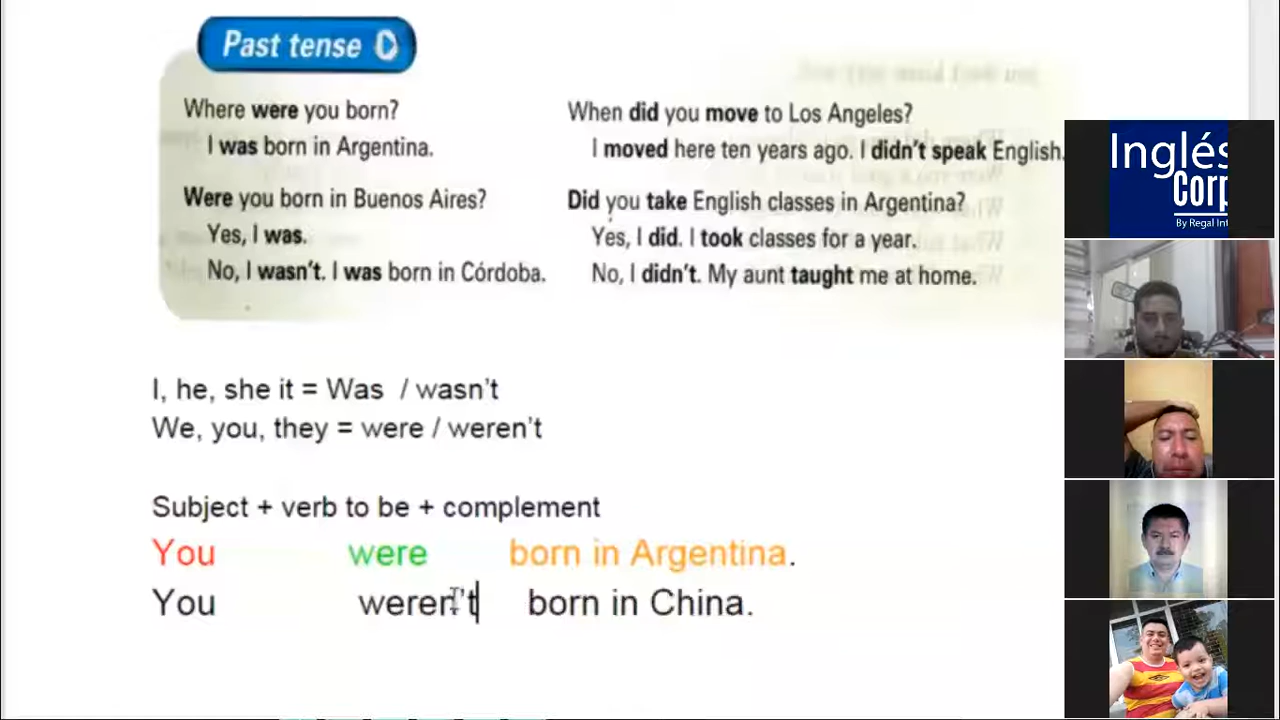 Past tense
Where were you born?
I was born in Argentina.
Were you born in Buenos Aires?
Yes, I was.
No, I wasn't. I was born in Córdoba.
When did you move to Los Angeles?
I moved here ten years ago. I didn't speak English.
Did you take English classes in Argentina?
Yes, I did. I took classes for a year.
No, I didn't. My aunt taught me at home.
I, he, she it = Was / wasn't
We, you, they = were / weren't
Subject + verb to be + complement
You were born in Argentina.
You weren't born in China.
Inglés
Corp
By Regal Int